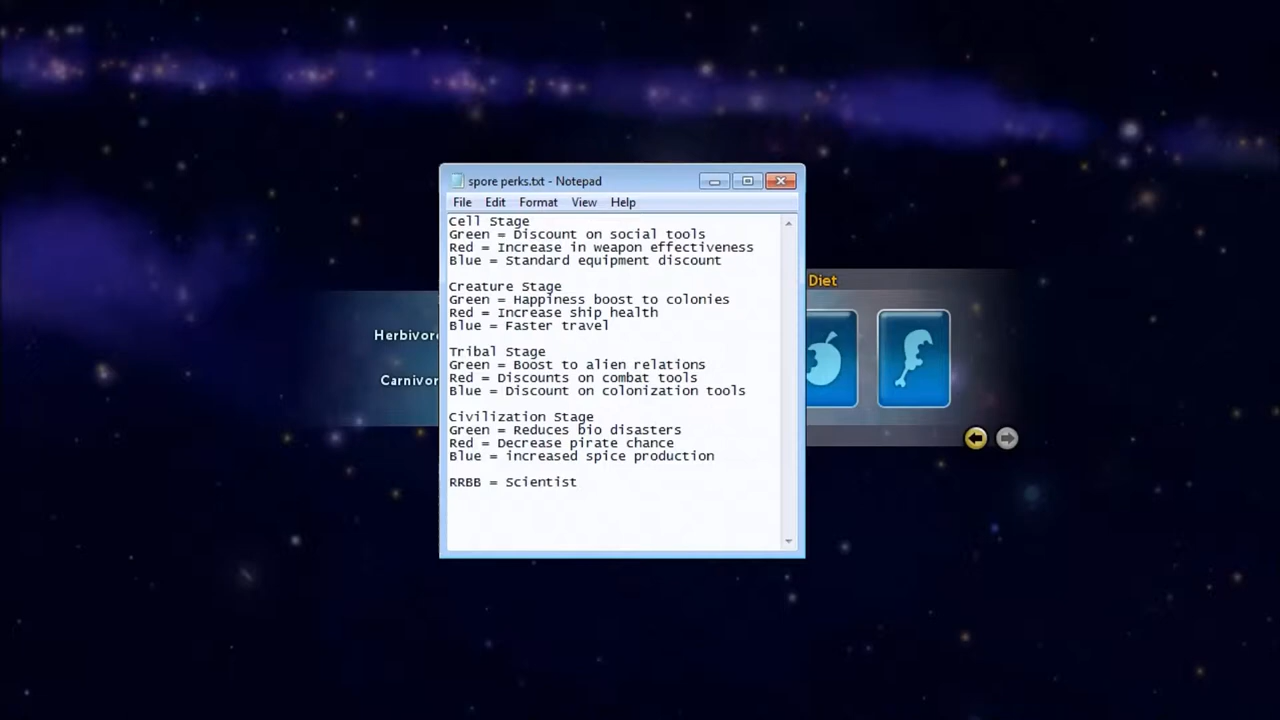 spore perks.txt - Notepad
File Edit Format View Help
Cell Stage
Green = Discount on social tools
Red = Increase in weapon effectiveness
Blue = Standard equipment discount
Creature Stage
Green = Happiness boost to colonies
Red = Increase ship health
Blue = Faster travel
Tribal Stage
Green = Boost to alien relations
Red = Discounts on combat tools
Blue = Discount on colonization tools
Civilization Stage
Green = Reduces bio disasters
Red = Decrease pirate chance
Blue = increased spice production
RRBB = Scientist
Diet
Herbivor
Carnivor